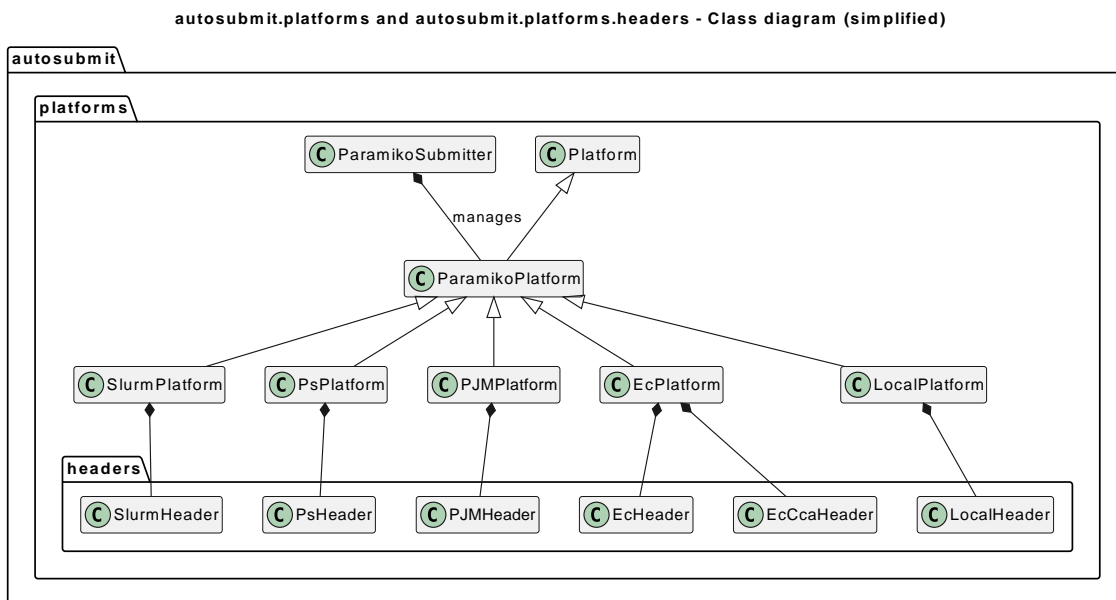 autosubmit.platforms and autosubmit.platforms.headers - Class diagram (simplified)
autosubmit
platforms
C ParamikoSubmitter
C Platform
manages
C ParamikoPlatform
C SlurmPlatform
C PsPlatform
C PJMPlatform
C EcPlatform
C LocalPlatform
headers
C SlurmHeader
C PsHeader
C PJMHeader
C EcHeader
C EcCcaHeader
C LocalHeader